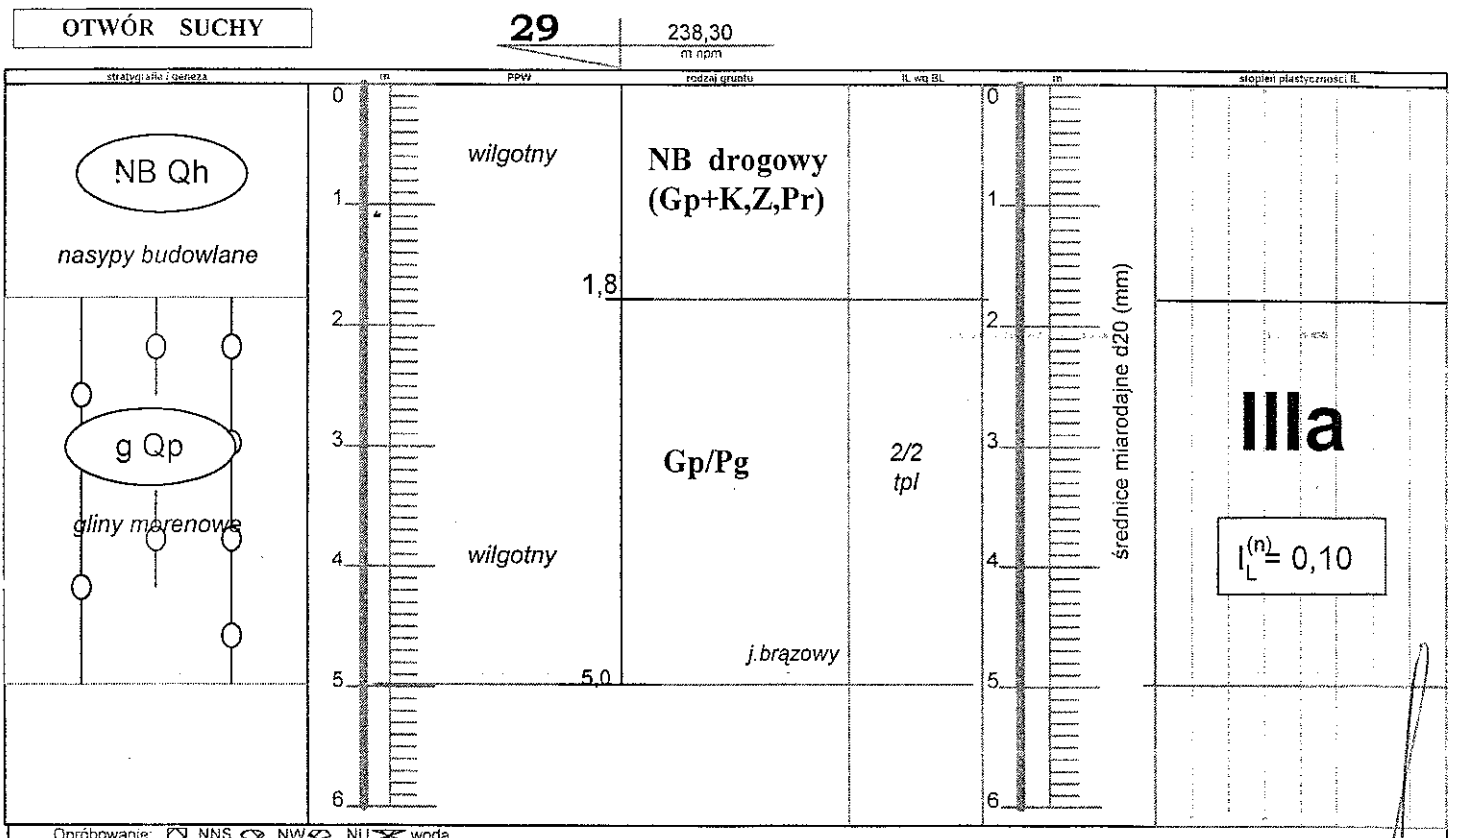 OTWÓR SUCHY
29
238,30
m npm
stratygrafia i geneza
m
PPW
rodzaj gruntu
IL wg BL
m
stopień plastyczności IL
0
0
NB Qh
wilgotny
NB drogowy
(Gp+K,Z,Pr)
1
1
nasypy budowlane
1,8
2
2
średnice miarodajne d20 (mm)
IIIa
g Qp
3
Gp/Pg
2/2
tpl
3
gliny morenowe
4
wilgotny
4
I_L^(n) = 0,10
j.brązowy
5,0
5
5
6
6
Opróbowanie: NNS NW NU woda